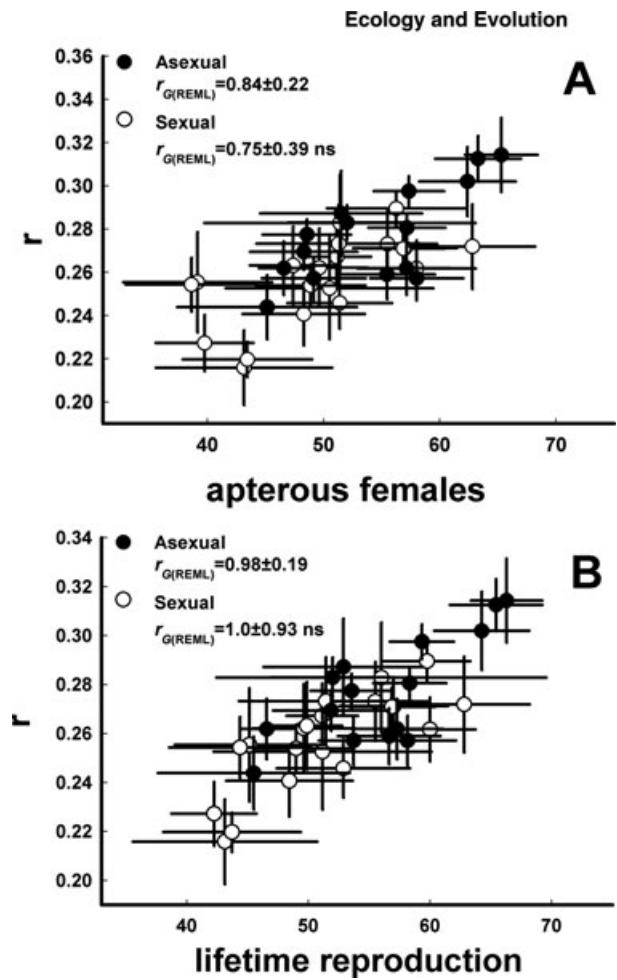 Ecology and Evolution
A
Asexual
rG(REML)=0.84±0.22
Sexual
rG(REML)=0.75±0.39 ns
0.36
0.34
0.32
0.30
0.28
0.26
0.24
0.22
0.20
r
40 50 60 70
apterous females
B
Asexual
rG(REML)=0.98±0.19
Sexual
rG(REML)=1.0±0.93 ns
0.34
0.32
0.30
0.28
0.26
0.24
0.22
0.20
r
40 50 60 70
lifetime reproduction